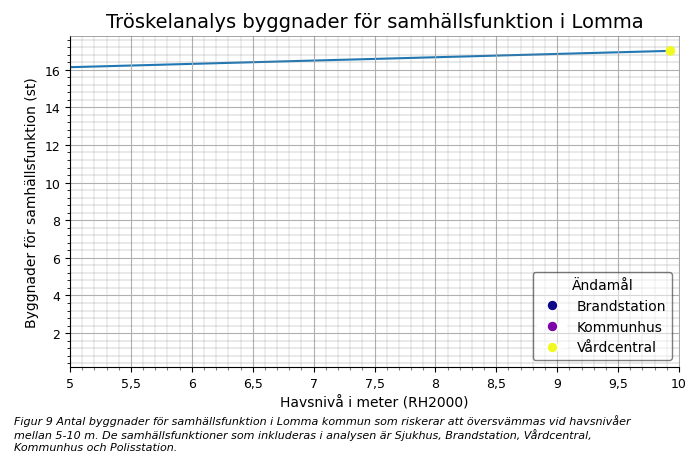 Tröskelanalys byggnader för samhällsfunktion i Lomma
Byggnader för samhällsfunktion (st)
16
14
12
10
8
6
4
2
Ändamål
Brandstation
Kommunhus
Vårdcentral
5 5,5 6 6,5 7 7,5 8 8,5 9 9,5 10
Havsnivå i meter (RH2000)
Figur 9 Antal byggnader för samhällsfunktion i Lomma kommun som riskerar att översvämmas vid havsnivåer
mellan 5-10 m. De samhällsfunktioner som inkluderas i analysen är Sjukhus, Brandstation, Vårdcentral,
Kommunhus och Polisstation.